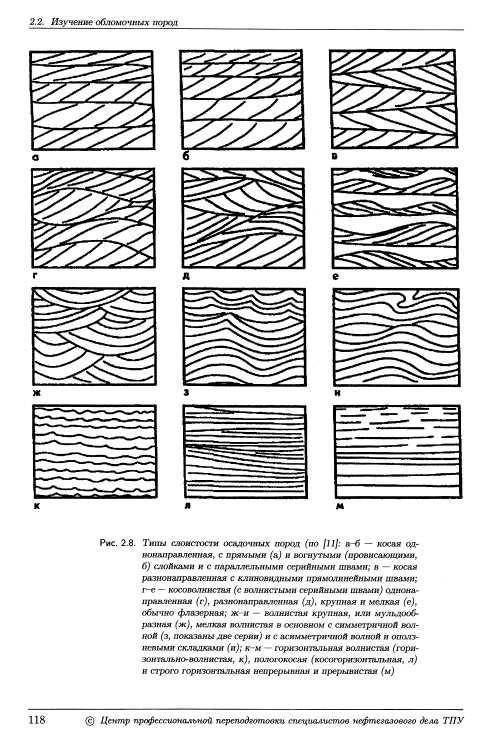 2.2. Изучение обломочных пород
а
б
в
г
д
е
ж
з
н
к
л
м
Рис. 2.8. Типы слоистости осадочных пород (по [11]: а–б — косая од-
нонаправленная, с прямыми (а) и вогнутыми (провисающими,
б) слойками и с параллельными серийными швами; в — косая
разнонаправленная с клиновидными прямолинейными швами;
г–е — косоволнистая (с волнистыми серийными швами) однона-
правленная (г), разнонаправленная (д), крупная и мелкая (е),
обычно флазерная; ж–и — волнистая крупная, или мульдооб-
разная (ж), мелкая волнистая в основном с симметричной вол-
ной (з, показаны две серии) и с асимметричной волной и ополз-
невыми складками (и); к–м — горизонтальная волнистая (гори-
зонтально-волнистая, к), пологокосая (косогоризонтальная, л)
и строго горизонтальная непрерывная и прерывистая (м)
118 © Центр профессиональной переподготовки специалистов нефтегазового дела ТПУ